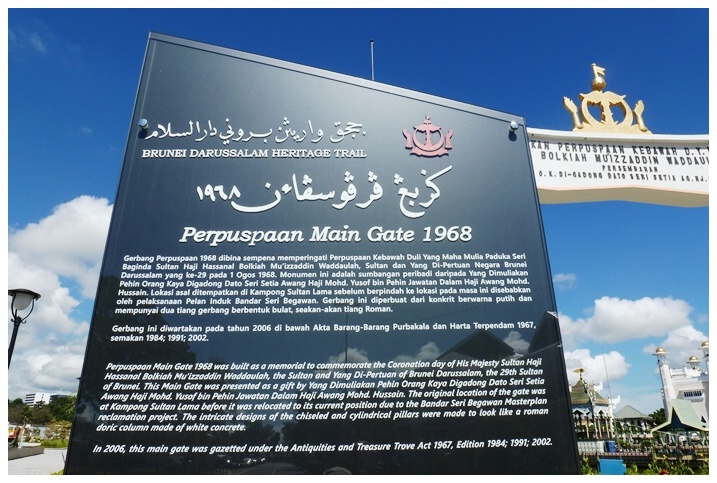 ججق واريثن بروني دارالسلام
BRUNEI DARUSSALAM HERITAGE TRAIL
كربڠ ڤرڤوسڤاءن ١٩٦٨
Perpuspaan Main Gate 1968
Gerbang Perpuspaan 1968 dibina sempena memperingati Perpuspaan Kebawah Duli Yang Maha Mulia Paduka Seri
Baginda Sultan Haji Hassanal Bolkiah Mu'izzaddin Waddaulah, Sultan dan Yang Di-Pertuan Negara Brunei
Darussalam yang ke-29 pada 1 Ogos 1968. Monumen ini adalah sumbangan peribadi daripada Yang Dimuliakan
Pehin Orang Kaya Digadong Dato Seri Setia Awang Haji Mohd. Yusof bin Pehin Jawatan Dalam Haji Awang Mohd.
Hussain. Lokasi asal ditempatkan di Kampong Sultan Lama sebelum berpindah ke lokasi pada masa ini disebabkan
oleh pelaksanaan Pelan Induk Bandar Seri Begawan. Gerbang ini diperbuat dari konkrit berwarna putih dan
mempunyai dua tiang gerbang berbentuk bulat, seakan-akan tiang Roman.
Gerbang ini diwartakan pada tahun 2006 di bawah Akta Barang-Barang Purbakala dan Harta Terpendam 1967,
semakan 1984; 1991; 2002.
Perpuspaan Main Gate 1968 was built as a memorial to commemorate the Coronation day of His Majesty Sultan Haji
Hassanal Bolkiah Mu'izzaddin Waddaulah, the Sultan and Yang Di-Pertuan of Brunei Darussalam, the 29th Sultan
of Brunei. This Main Gate was presented as a gift by Yang Dimuliakan Pehin Orang Kaya Digadong Dato Seri Setia
Awang Haji Mohd. Yusof bin Pehin Jawatan Dalam Haji Awang Mohd. Hussain. The original location of the gate was
at Kampong Sultan Lama before it was relocated to its current position due to the Bandar Seri Begawan Masterplan
reclamation project. The intricate designs of the chiseled and cylindrical pillars were made to look like a roman
doric column made of white concrete.
In 2006, this main gate was gazetted under the Antiquities and Treasure Trove Act 1967, Edition 1984; 1991; 2002.
KAN PERPUSPAAN KEBAWAH D.Y.
BOLKIAH MU'IZZADDIN WADDAUL
PERSEMBAHAN
O.K. DI-GADONG DATO SERI SETIA AG. HJ.